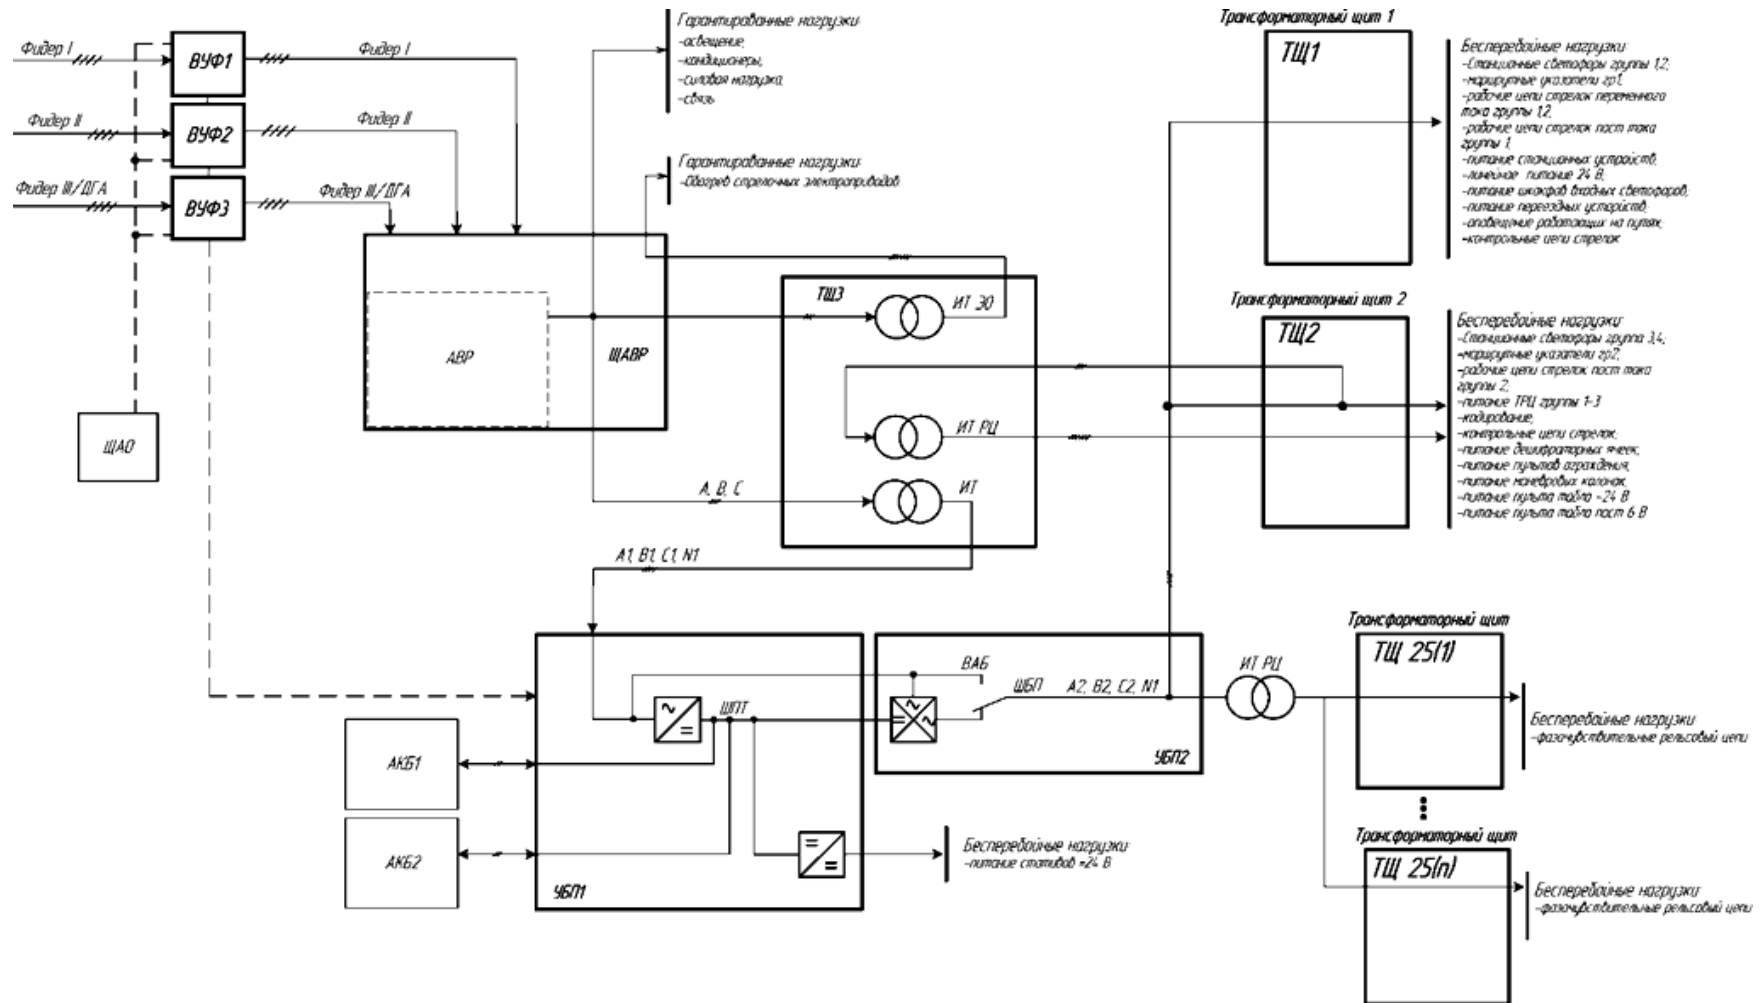 Фидер I
Фидер II
Фидер III/ДГА
ВУФ1
ВУФ2
ВУФ3
Фидер I
Фидер II
Фидер III/ДГА
ЩАО
Гарантированные нагрузки:
-освещение;
-кондиционеры;
-силовая нагрузка
-связь
Гарантированные нагрузки:
-Обогрев стрелочных электроприводов
АВР
ЩАВР
ТЩ3
ИТ ЭО
ИТ РЦ
ИТ
А, В, С
А1, В1, С1, N1
Трансформаторный щит 1
ТЩ1
Бесперебойные нагрузки:
-Станционные светофоры группы 1,2;
-маршрутные указатели гр1;
-рабочие цепи стрелок переменного
тока группы 1,2;
-рабочие цепи стрелок пост тока
группы 1;
-питание станционных устройств;
-линейное питание 24 В;
-питание шкафов входных светофоров;
-питание переездных устройств;
-оповещение работающих на путях;
-контрольные цепи стрелок
Трансформаторный щит 2
ТЩ2
Бесперебойные нагрузки:
-Станционные светофоры группа 3,4;
-маршрутные указатели гр2;
-рабочие цепи стрелок пост тока
группы 2;
-питание ТРЦ группы 1-3
-кодирование;
-контрольные цепи стрелок;
-питание дешифраторных ячеек;
-питание пультов ограждения;
-питание маневровых колонок
-питание пульта табло ~24 В
-питание пульта табло пост 6 В
АКБ1
АКБ2
ШПТ
УБП1
ВАБ
ШБП
А2, В2, С2, N1
УБП2
Бесперебойные нагрузки:
-питание стативов =24 В
ИТ РЦ
Трансформаторный щит
ТЩ 25(1)
Бесперебойные нагрузки:
-фазочувствительные рельсовый цепи
Трансформаторный щит
ТЩ 25(n)
Бесперебойные нагрузки:
-фазочувствительные рельсовый цепи